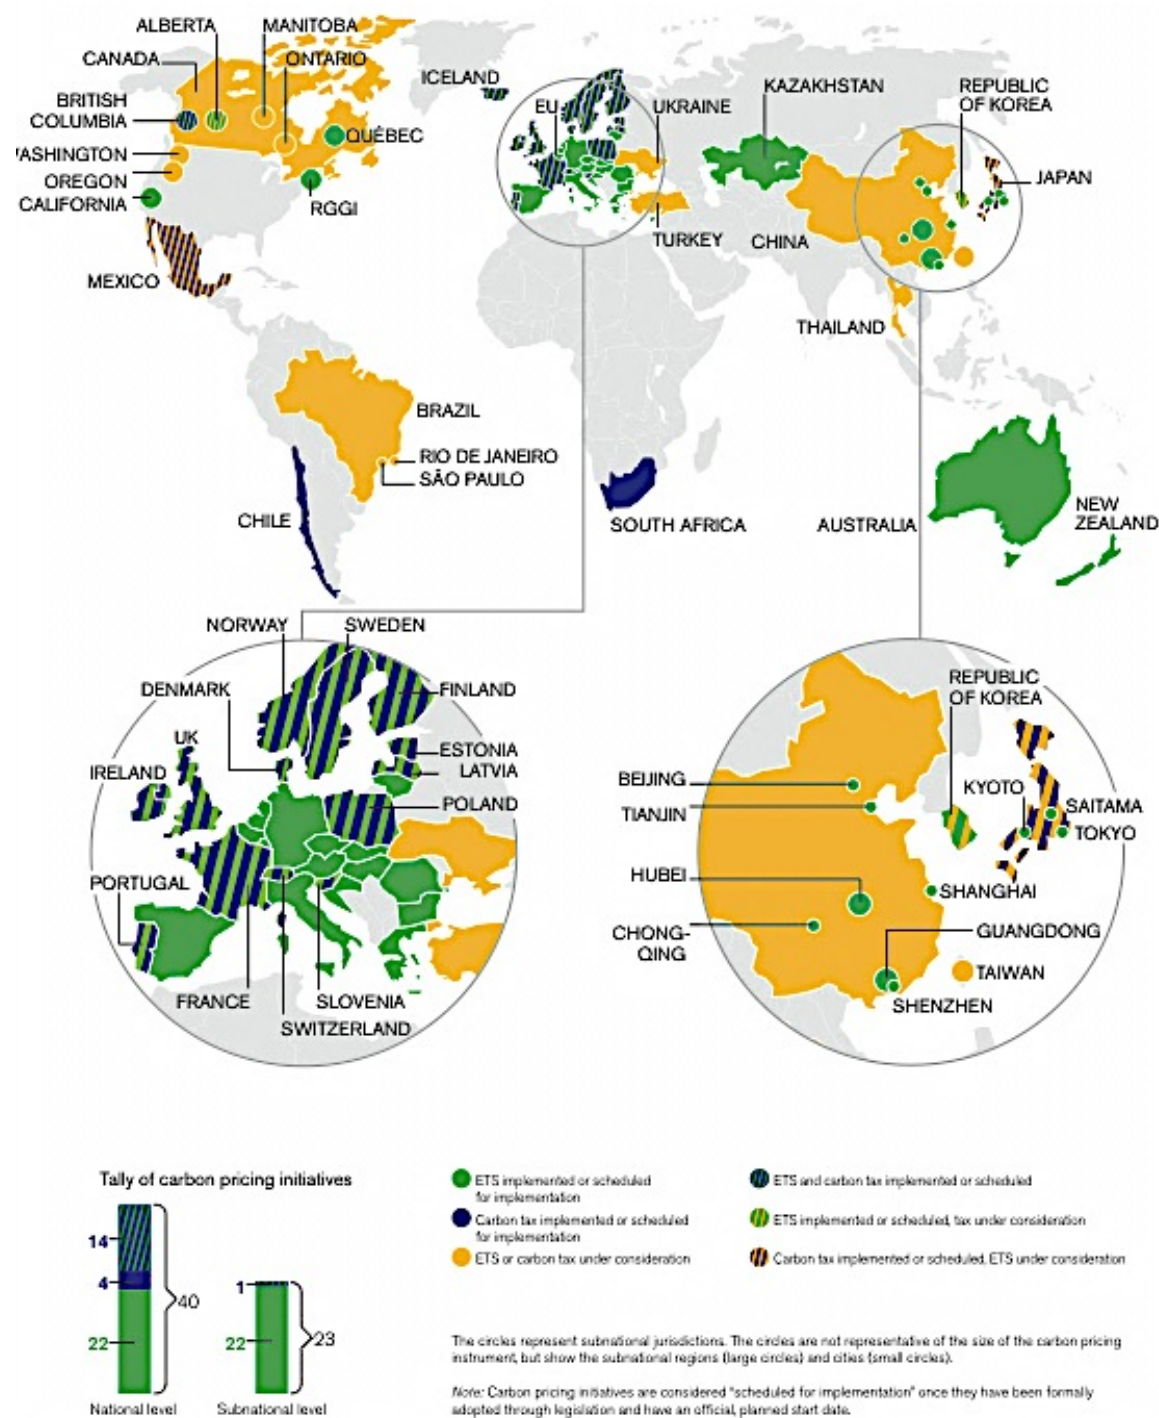 ALBERTA
MANITOBA
CANADA
ONTARIO
BRITISH
COLUMBIA
QUÉBEC
ASHINGTON
OREGON
CALIFORNIA
RGGI
MEXICO
ICELAND
EU
UKRAINE
KAZAKHSTAN
REPUBLIC
OF KOREA
JAPAN
TURKEY
CHINA
THAILAND
BRAZIL
RIO DE JANEIRO
SÃO PAULO
CHILE
SOUTH AFRICA
AUSTRALIA
NEW
ZEALAND
NORWAY
SWEDEN
DENMARK
FINLAND
UK
ESTONIA
IRELAND
LATVIA
POLAND
PORTUGAL
FRANCE
SLOVENIA
SWITZERLAND
REPUBLIC
OF KOREA
BEIJING
KYOTO
TIANJIN
SAITAMA
TOKYO
HUBEI
SHANGHAI
CHONG-
QING
GUANGDONG
TAIWAN
SHENZHEN
Tally of carbon pricing initiatives
14
4
40
22
National level
1
22
23
Subnational level
ETS implemented or scheduled
for implementation
Carbon tax implemented or scheduled
for implementation
ETS or carbon tax under consideration
ETS and carbon tax implemented or scheduled
ETS implemented or scheduled, tax under consideration
Carbon tax implemented or scheduled, ETS under consideration
The circles represent subnational jurisdictions. The circles are not representative of the size of the carbon pricing
instrument, but show the subnational regions (large circles) and cities (small circles).
Note: Carbon pricing initiatives are considered "scheduled for implementation" once they have been formally
adopted through legislation and have an official, planned start date.